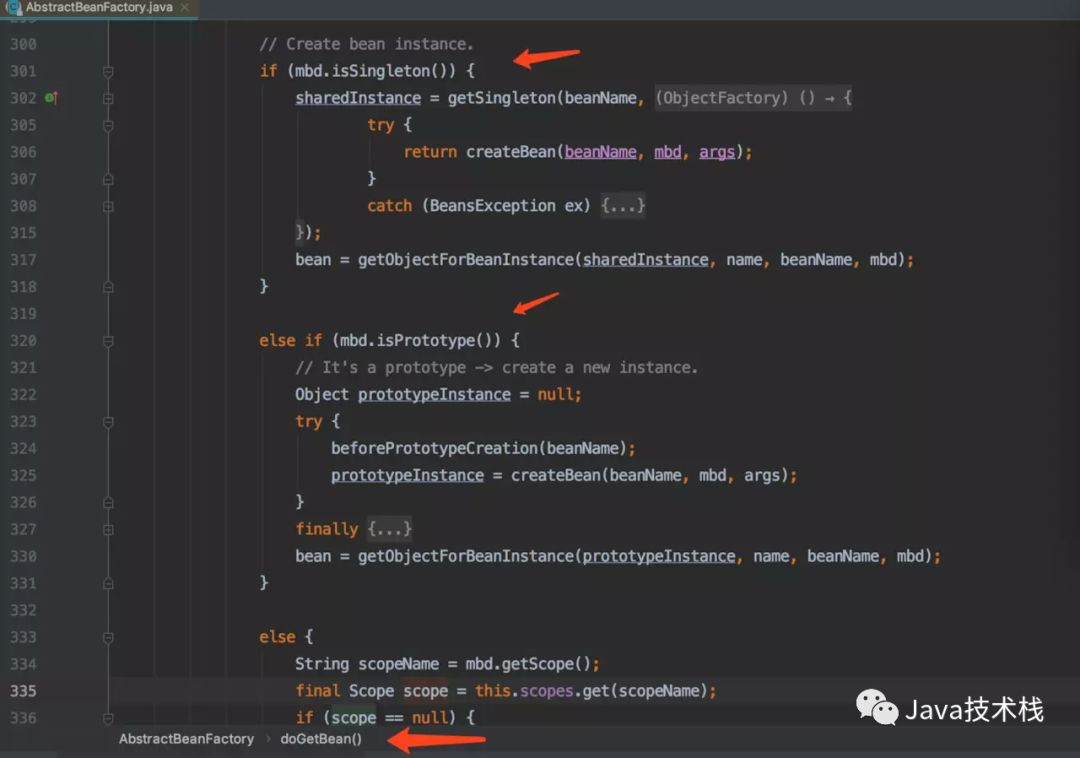 AbstractBeanFactory.java
300 // Create bean instance.
301 if (mbd.isSingleton()) {
302 sharedInstance = getSingleton(beanName, (ObjectFactory) () → {
305 try {
306 return createBean(beanName, mbd, args);
307 }
308 catch (BeansException ex) {...}
315 });
317 bean = getObjectForBeanInstance(sharedInstance, name, beanName, mbd);
318 }
319
320 else if (mbd.isPrototype()) {
321 // It's a prototype -> create a new instance.
322 Object prototypeInstance = null;
323 try {
324 beforePrototypeCreation(beanName);
325 prototypeInstance = createBean(beanName, mbd, args);
326 }
327 finally {...}
330 bean = getObjectForBeanInstance(prototypeInstance, name, beanName, mbd);
331 }
332
333 else {
334 String scopeName = mbd.getScope();
335 final Scope scope = this.scopes.get(scopeName);
336 if (scope == null) {
Java技术栈
AbstractBeanFactory › doGetBean()